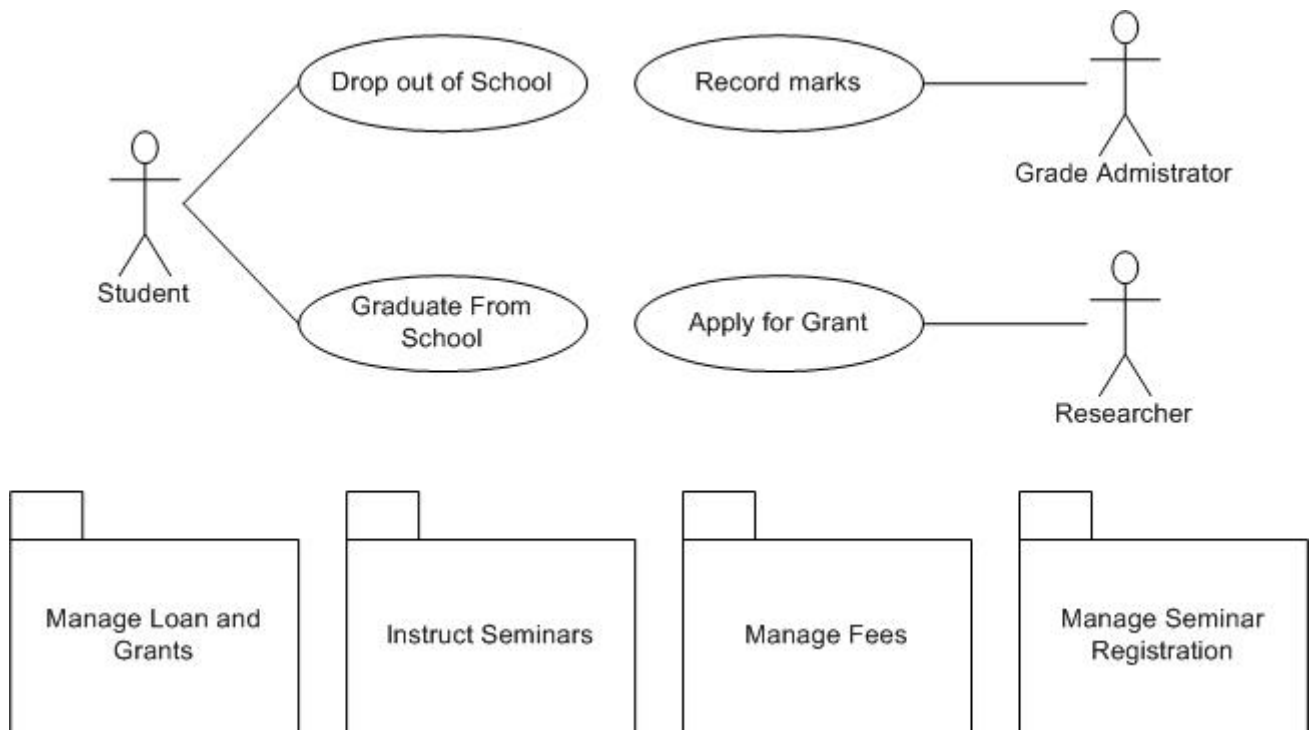 Drop out of School
Record marks
Grade Admistrator
Student
Graduate From
School
Apply for Grant
Researcher
Manage Loan and
Grants
Instruct Seminars
Manage Fees
Manage Seminar
Registration